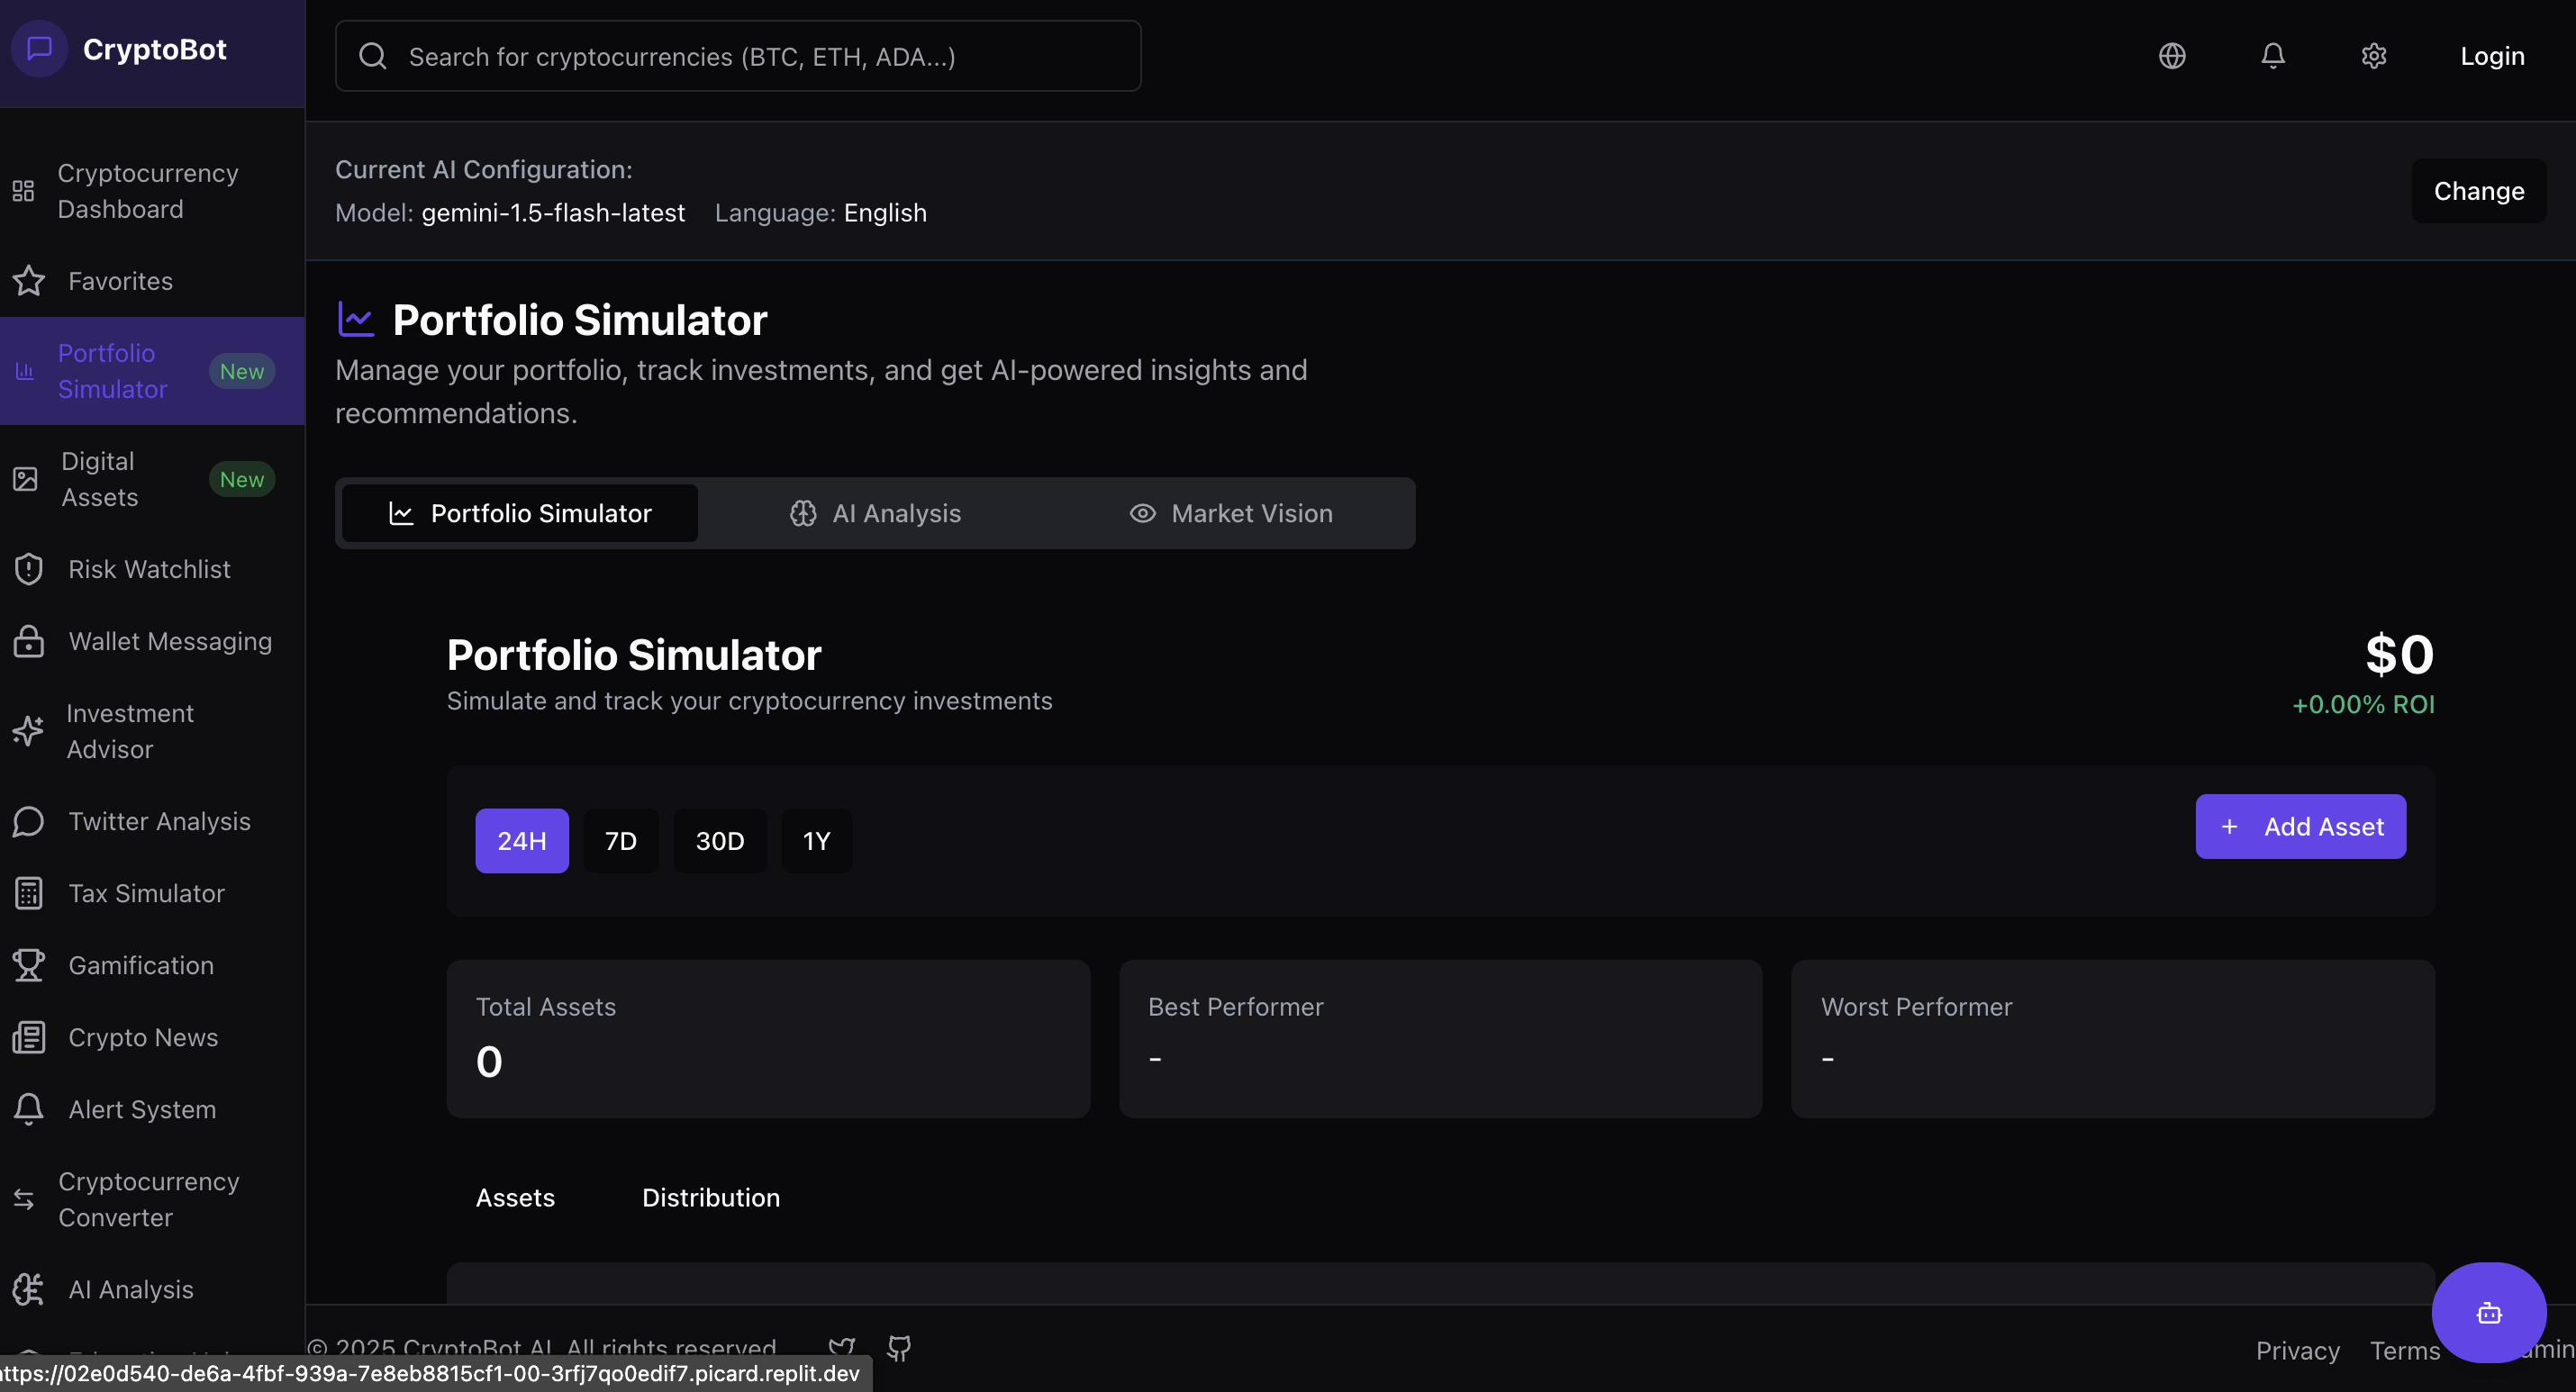 CryptoBot
Search for cryptocurrencies (BTC, ETH, ADA...)
Login
Current AI Configuration:
Model: gemini-1.5-flash-latest Language: English
Change
Cryptocurrency
Dashboard
Favorites
Portfolio
Simulator
New
Digital
Assets
New
Risk Watchlist
Wallet Messaging
Investment
Advisor
Twitter Analysis
Tax Simulator
Gamification
Crypto News
Alert System
Cryptocurrency
Converter
AI Analysis
Portfolio Simulator
Manage your portfolio, track investments, and get AI-powered insights and
recommendations.
Portfolio Simulator
AI Analysis
Market Vision
Portfolio Simulator
Simulate and track your cryptocurrency investments
$0
+0.00% ROI
24H
7D
30D
1Y
+ Add Asset
Total Assets
0
Best Performer
-
Worst Performer
-
Assets
Distribution
© 2025 CryptoBot AI. All rights reserved
Privacy
Terms
ttps://02e0d540-de6a-4fbf-939a-7e8eb8815cf1-00-3rfj7qo0edif7.picard.replit.dev